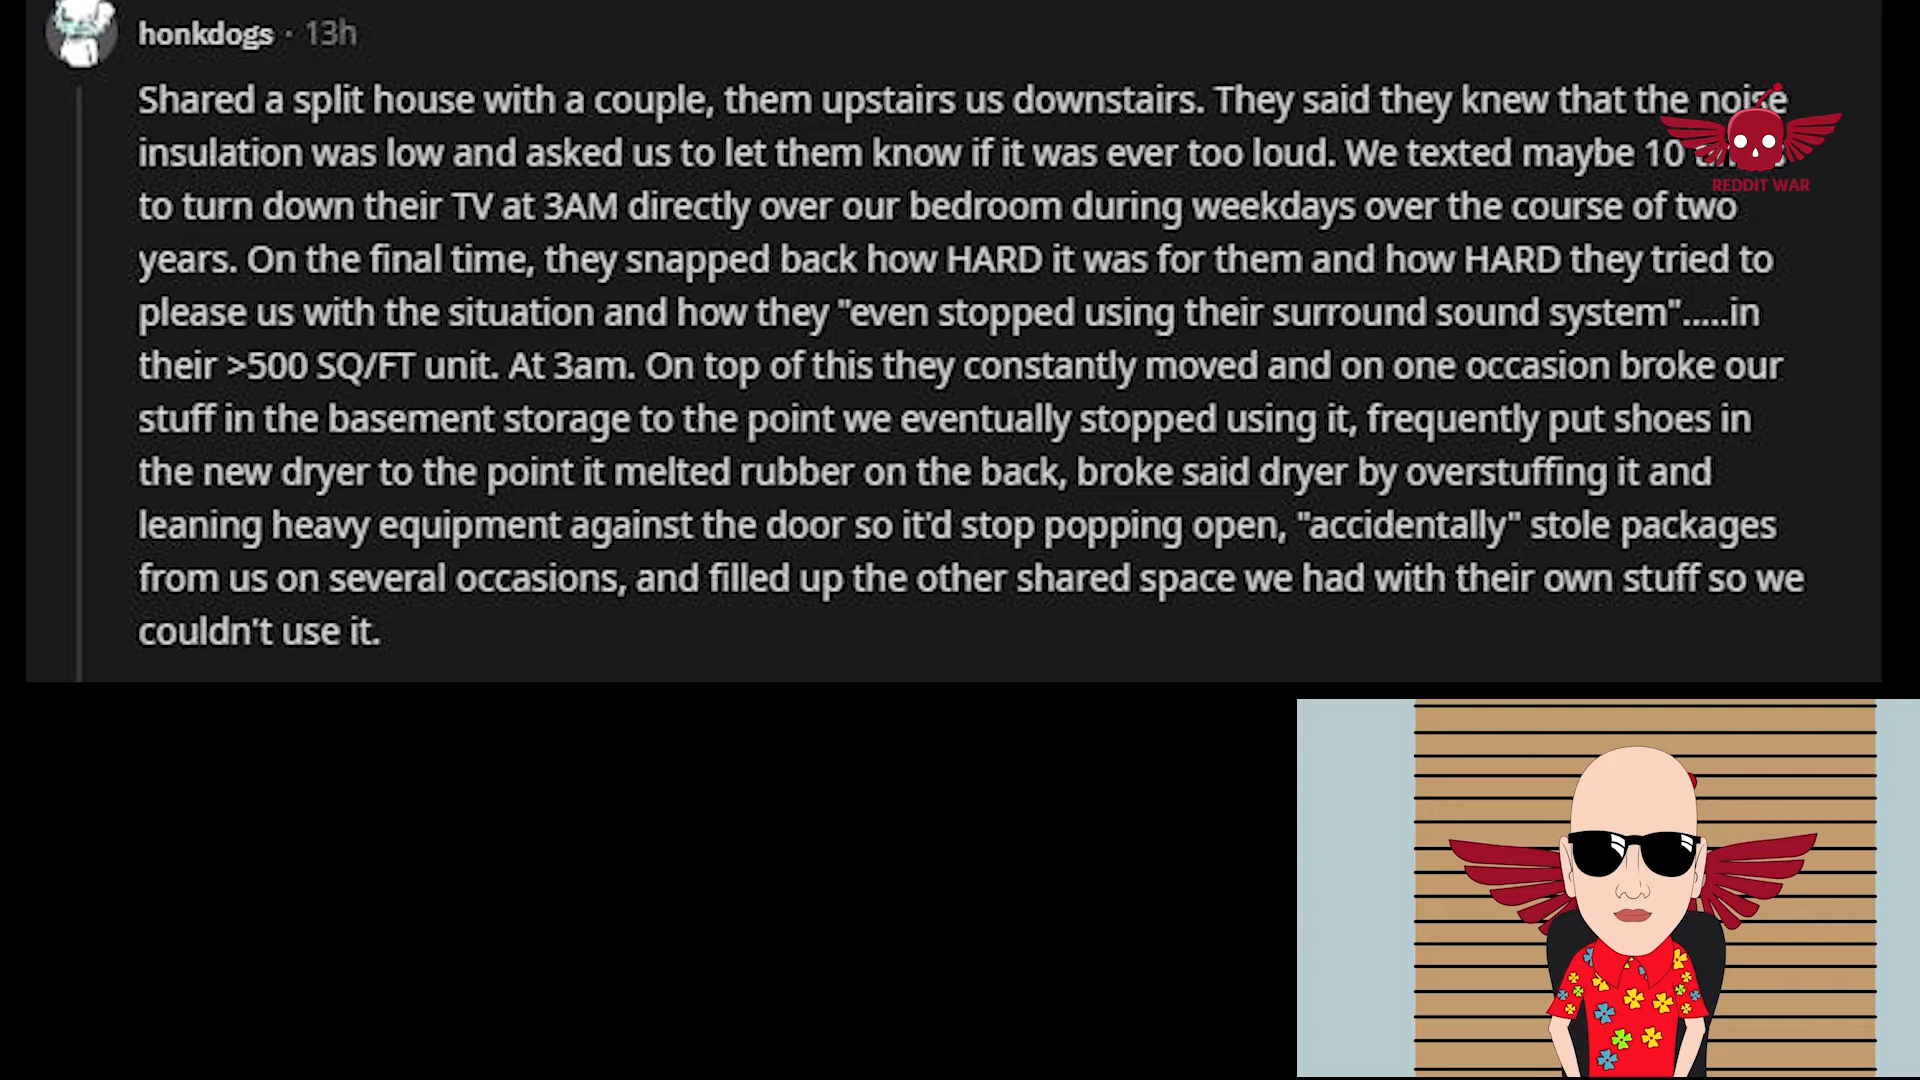 honkdogs · 13h
Shared a split house with a couple, them upstairs us downstairs. They said they knew that the noise
insulation was low and asked us to let them know if it was ever too loud. We texted maybe 10
to turn down their TV at 3AM directly over our bedroom during weekdays over the course of two
REDDIT WAR
years. On the final time, they snapped back how HARD it was for them and how HARD they tried to
please us with the situation and how they "even stopped using their surround sound system".....in
their >500 SQ/FT unit. At 3am. On top of this they constantly moved and on one occasion broke our
stuff in the basement storage to the point we eventually stopped using it, frequently put shoes in
the new dryer to the point it melted rubber on the back, broke said dryer by overstuffing it and
leaning heavy equipment against the door so it'd stop popping open, "accidentally" stole packages
from us on several occasions, and filled up the other shared space we had with their own stuff so we
couldn't use it.